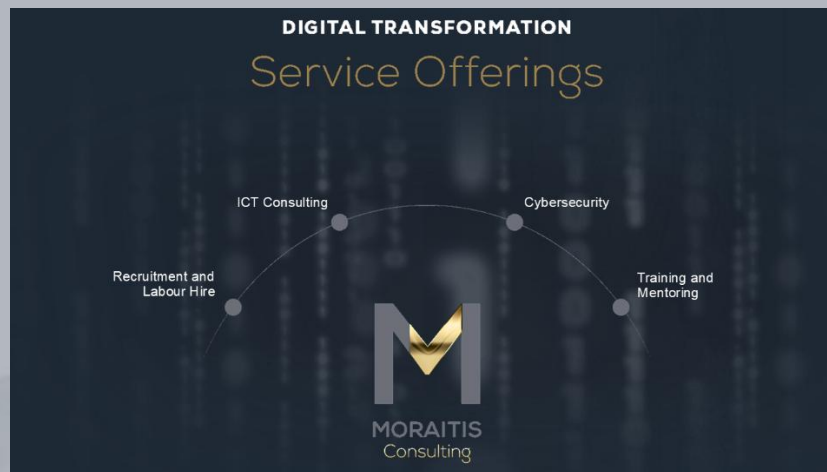 DIGITAL TRANSFORMATION
Service Offerings
ICT Consulting
Cybersecurity
Recruitment and
Labour Hire
Training and
Mentoring
M
MORAITIS
Consulting